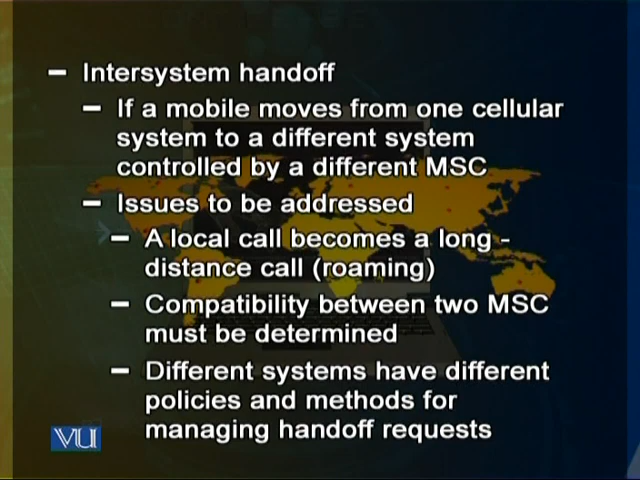 – Intersystem handoff
– If a mobile moves from one cellular
system to a different system
controlled by a different MSC
– Issues to be addressed
– A local call becomes a long -
distance call (roaming)
– Compatibility between two MSC
must be determined
– Different systems have different
policies and methods for
managing handoff requests
VU